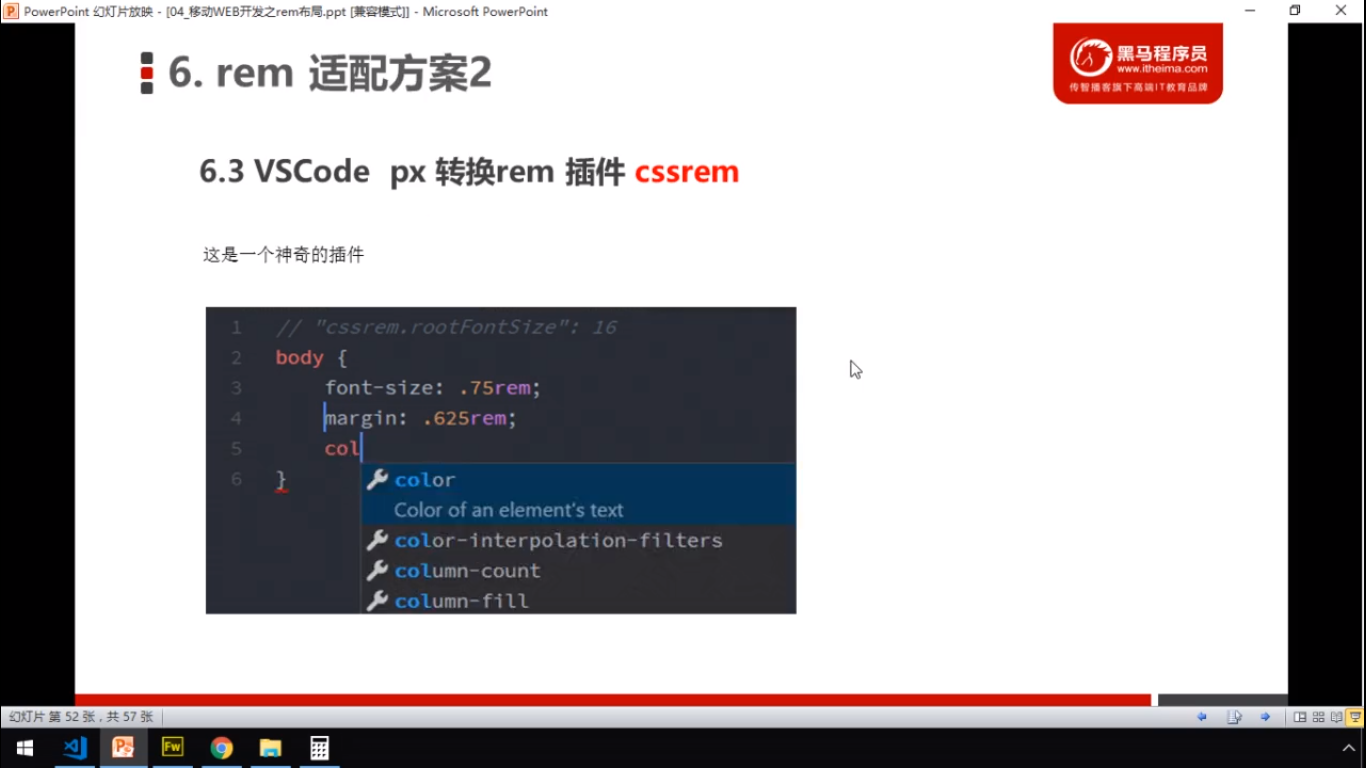 PowerPoint 幻灯片放映 - [04_移动WEB开发之rem布局.ppt [兼容模式]] - Microsoft PowerPoint
6. rem 适配方案2
黑马程序员
www.itheima.com
传智播客旗下高端IT教育品牌
6.3 VSCode px 转换rem 插件 cssrem
这是一个神奇的插件
1 // "cssrem.rootFontSize": 16
2 body {
3 font-size: .75rem;
4 margin: .625rem;
5 col
6 }
color
Color of an element's text
color-interpolation-filters
column-count
column-fill
幻灯片 第 52 张，共 57 张
Fw